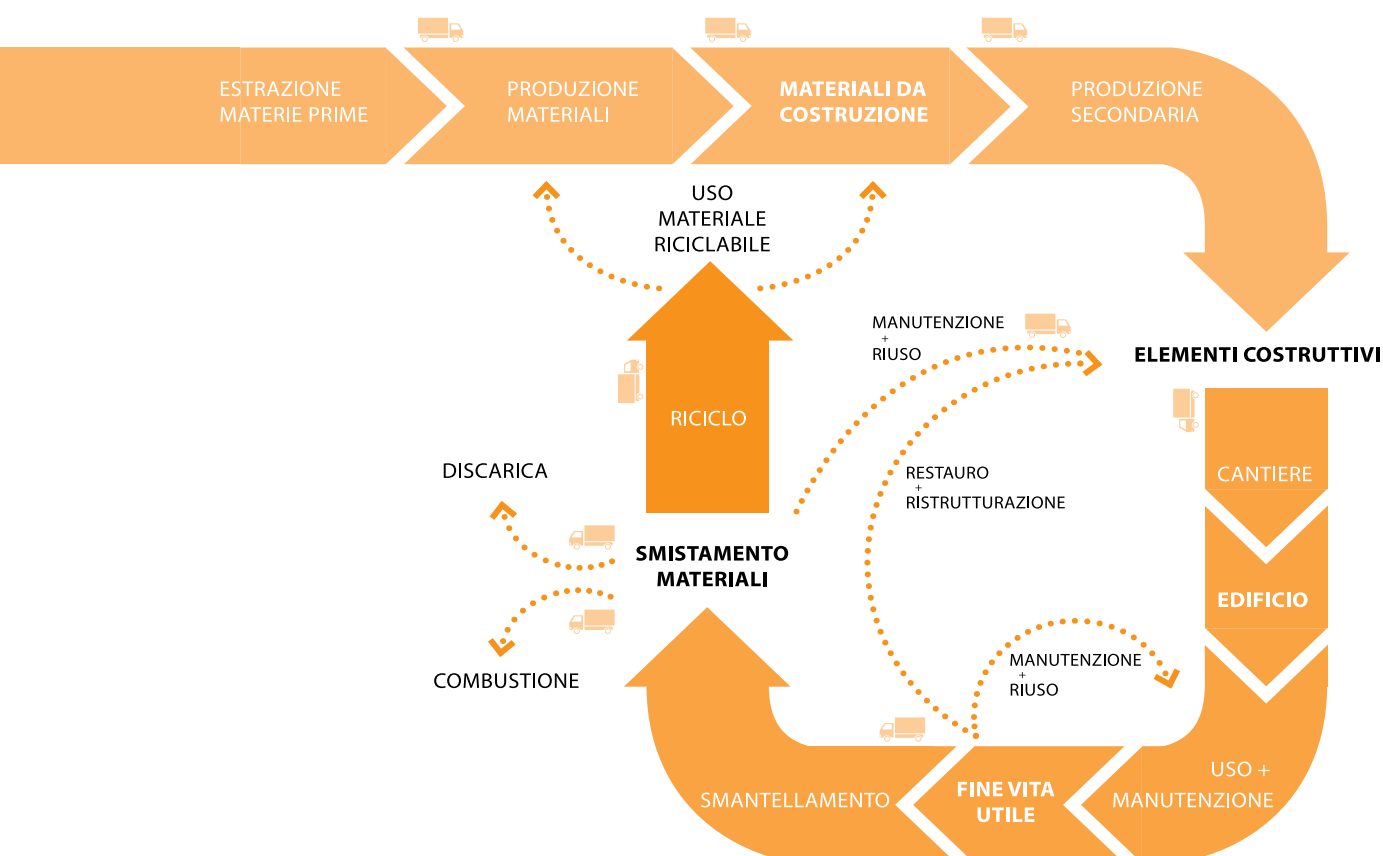 ESTRAZIONE
MATERIE PRIME
PRODUZIONE
MATERIALI
MATERIALI DA
COSTRUZIONE
PRODUZIONE
SECONDARIA
USO
MATERIALE
RICICLABILE
MANUTENZIONE
+
RIUSO
ELEMENTI COSTRUTTIVI
RICICLO
DISCARICA
RESTAURO
+
RISTRUTTURAZIONE
CANTIERE
SMISTAMENTO
MATERIALI
EDIFICIO
COMBUSTIONE
MANUTENZIONE
+
RIUSO
SMANTELLAMENTO
FINE VITA
UTILE
USO +
MANUTENZIONE